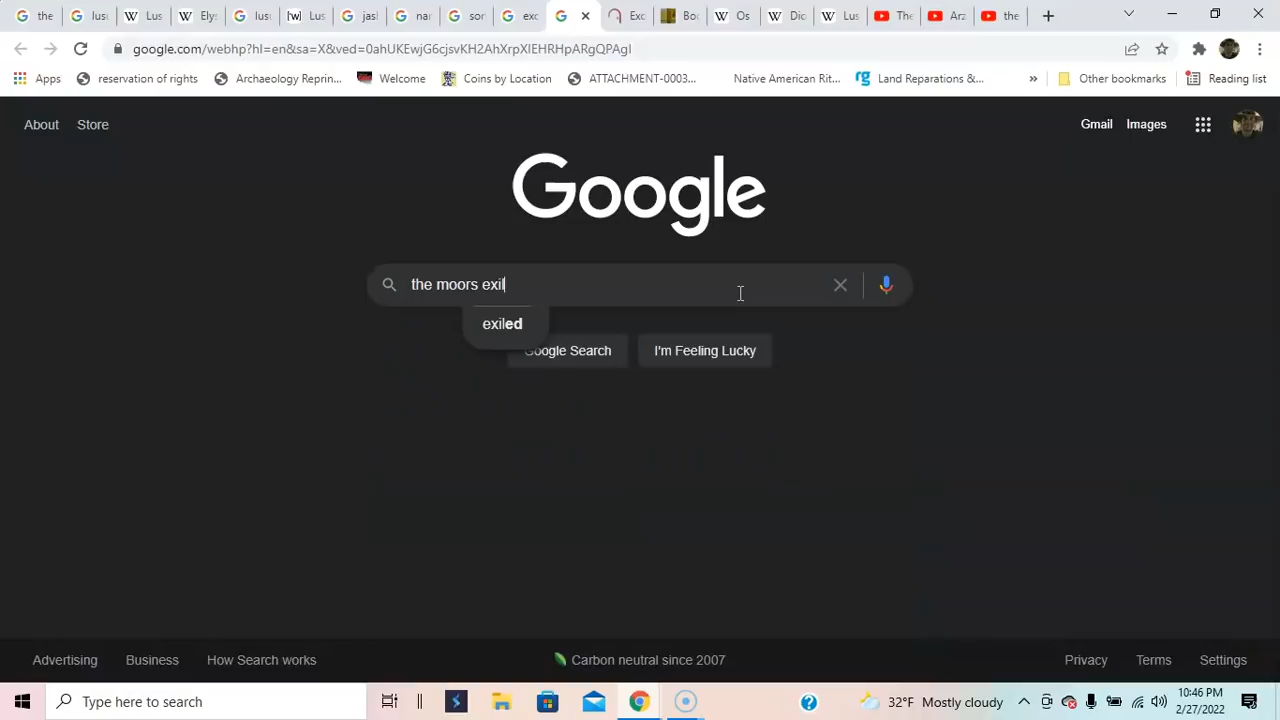 the
lus
Lus
Elys
lus
Lus
jasl
nar
sor
exc
Exc
Boo
Os
Dic
Lus
The
Ara
the
google.com/webhp?hl=en&sa=X&ved=0ahUKEwjG6cjsvKH2AhXrpXIEHRHpARgQPAgI
Apps
reservation of rights
Archaeology Reprin...
Welcome
Coins by Location
ATTACHMENT-0003...
Native American Rit...
Land Reparations &...
»
Other bookmarks
Reading list
About
Store
Gmail
Images
Google
the moors exil
exiled
Google Search
I'm Feeling Lucky
Advertising
Business
How Search works
Carbon neutral since 2007
Privacy
Terms
Settings
Type here to search
32°F Mostly cloudy
10:46 PM
2/27/2022